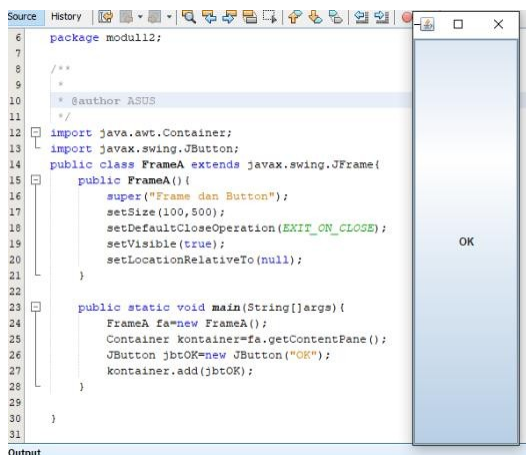 Source History
6 package modul12;
7
8 /**
9 *
10 * @author ASUS
11 */
12 import java.awt.Container;
13 import javax.swing.JButton;
14 public class FrameA extends javax.swing.JFrame{
15 public FrameA(){
16 super("Frame dan Button");
17 setSize(100,500);
18 setDefaultCloseOperation(EXIT_ON_CLOSE);
19 setVisible(true);
20 setLocationRelativeTo(null);
21 }
22
23 public static void main(String[]args){
24 FrameA fa=new FrameA();
25 Container kontainer=fa.getContentPane();
26 JButton jbtOK=new JButton("OK");
27 kontainer.add(jbtOK);
28 }
29
30 }
31
Output
OK